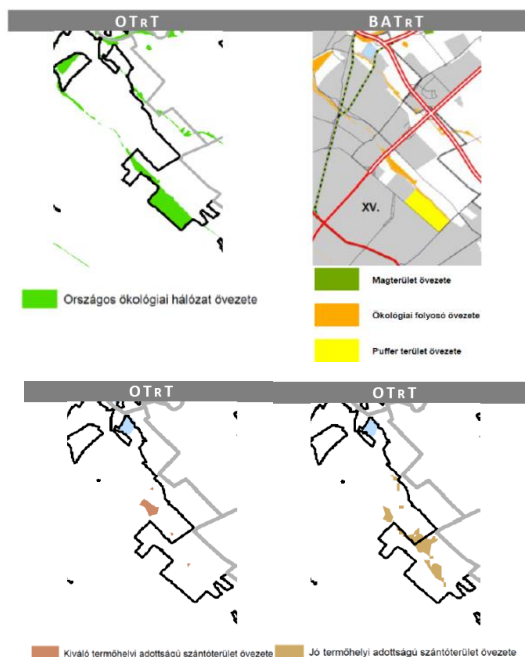 OTRT
BATRT
XV.
Országos ökológiai hálózat övezete
Magterület övezete
Ökológiai folyosó övezete
Puffer terület övezete
OTRT
OTRT
Kiváló termőhelyi adottságú szántóterület övezete
Jó termőhelyi adottságú szántóterület övezete